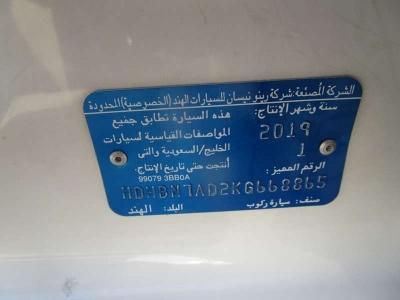 الشركة المصنعة: شركة رينو نيسان للسيارات الهند (الخصوصية) المحدودة
سنة وشهر الإنتاج: هذه السيارة تطابق جميع
2019 المواصفات القياسية لسيارات
1 الخليج/السعودية والتى
الرقم المميز: أنتجت حتى تاريخ الإنتاج.
99079 3BB0A
MDHBN7AD2KG668865
صنف: سيارة ركوب البلد: الهند